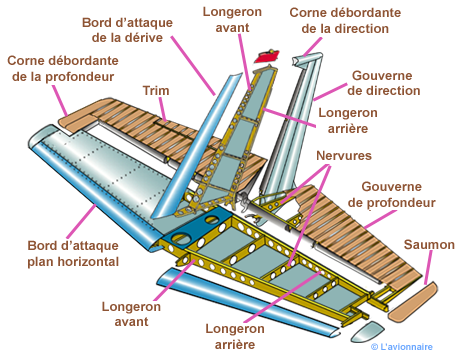 Longeron
avant
Bord d'attaque
de la dérive
Corne débordante
de la direction
Corne débordante
de la profondeur
Trim
Gouverne
de direction
Longeron
arrière
Nervures
Gouverne
de profondeur
Saumon
Bord d'attaque
plan horizontal
Longeron
avant
Longeron
arrière
© L'avionnaire